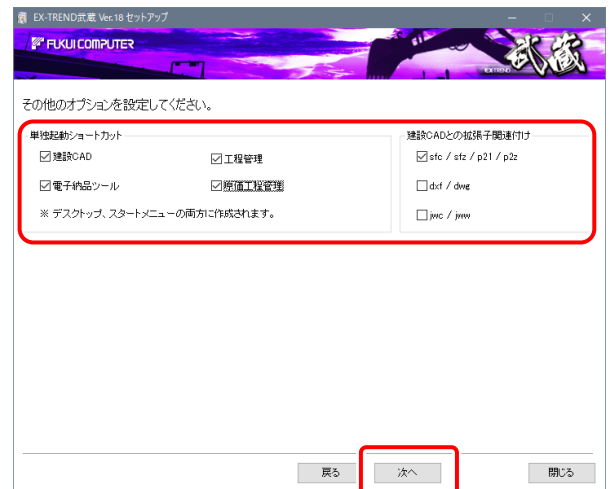 EX-TREND武蔵 Ver.18 セットアップ
FUKUI COMPUTER
EXTREND 武蔵
その他のオプションを設定してください。
単独起動ショートカット
建設CAD
工程管理
電子納品ツール
原価工程管理
※ デスクトップ、スタートメニューの両方に作成されます。
建設CADとの拡張子関連付け
sfc / sfz / p21 / p2z
dxf / dwg
jwc / jww
戻る
次へ
閉じる